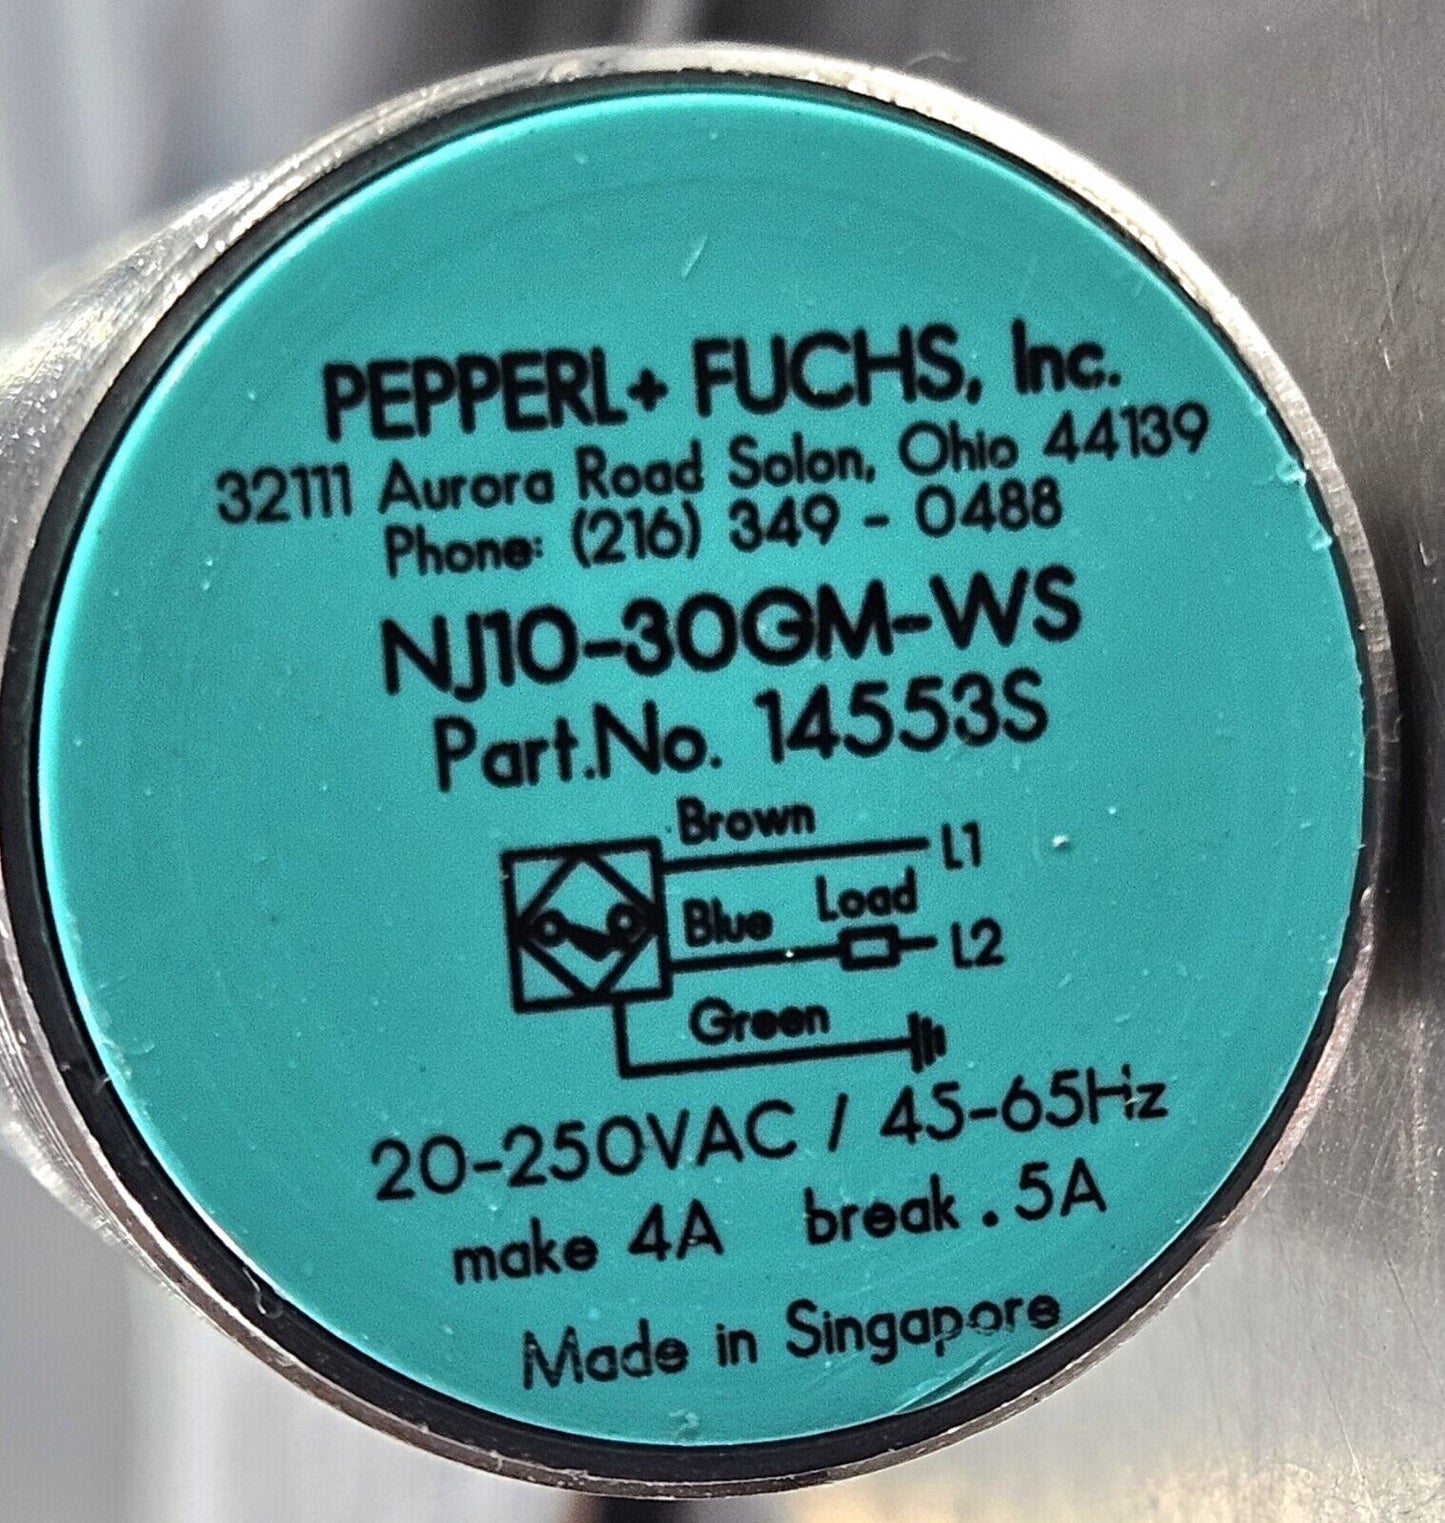 PEPPERL+ FUCHS, Inc.
32111 Aurora Road Solon, Ohio 44139
Phone: (216) 349 - 0488
NJ10-30GM-WS
Part.No. 14553S
Brown L1
Blue Load L2
Green
20-250VAC / 45-65Hz
make 4A break .5A
Made in Singapore